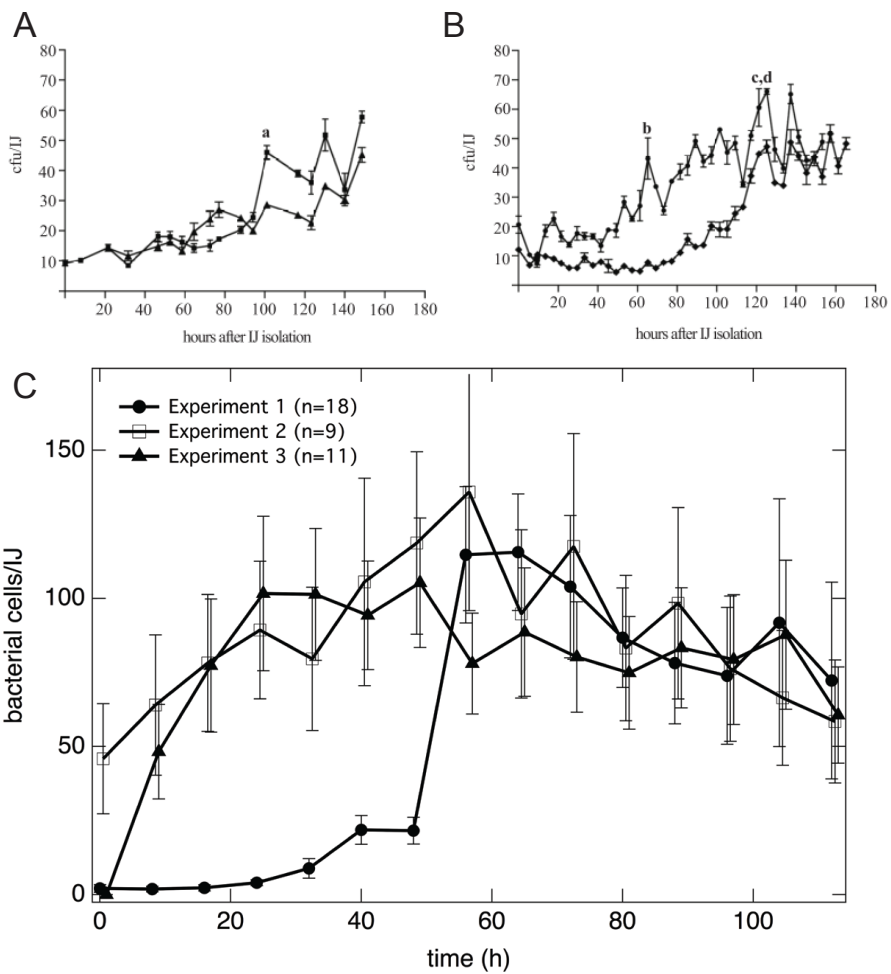 A
80
70
60
50
40
30
20
10
cfu/IJ
a
0 20 40 60 80 100 120 140 160 180
hours after IJ isolation
B
80
70
60
50
40
30
20
10
cfu/IJ
b
c,d
20 40 60 80 100 120 140 160 180
hours after IJ isolation
C
Experiment 1 (n=18)
Experiment 2 (n=9)
Experiment 3 (n=11)
150
100
50
0
bacterial cells/IJ
0 20 40 60 80 100
time (h)